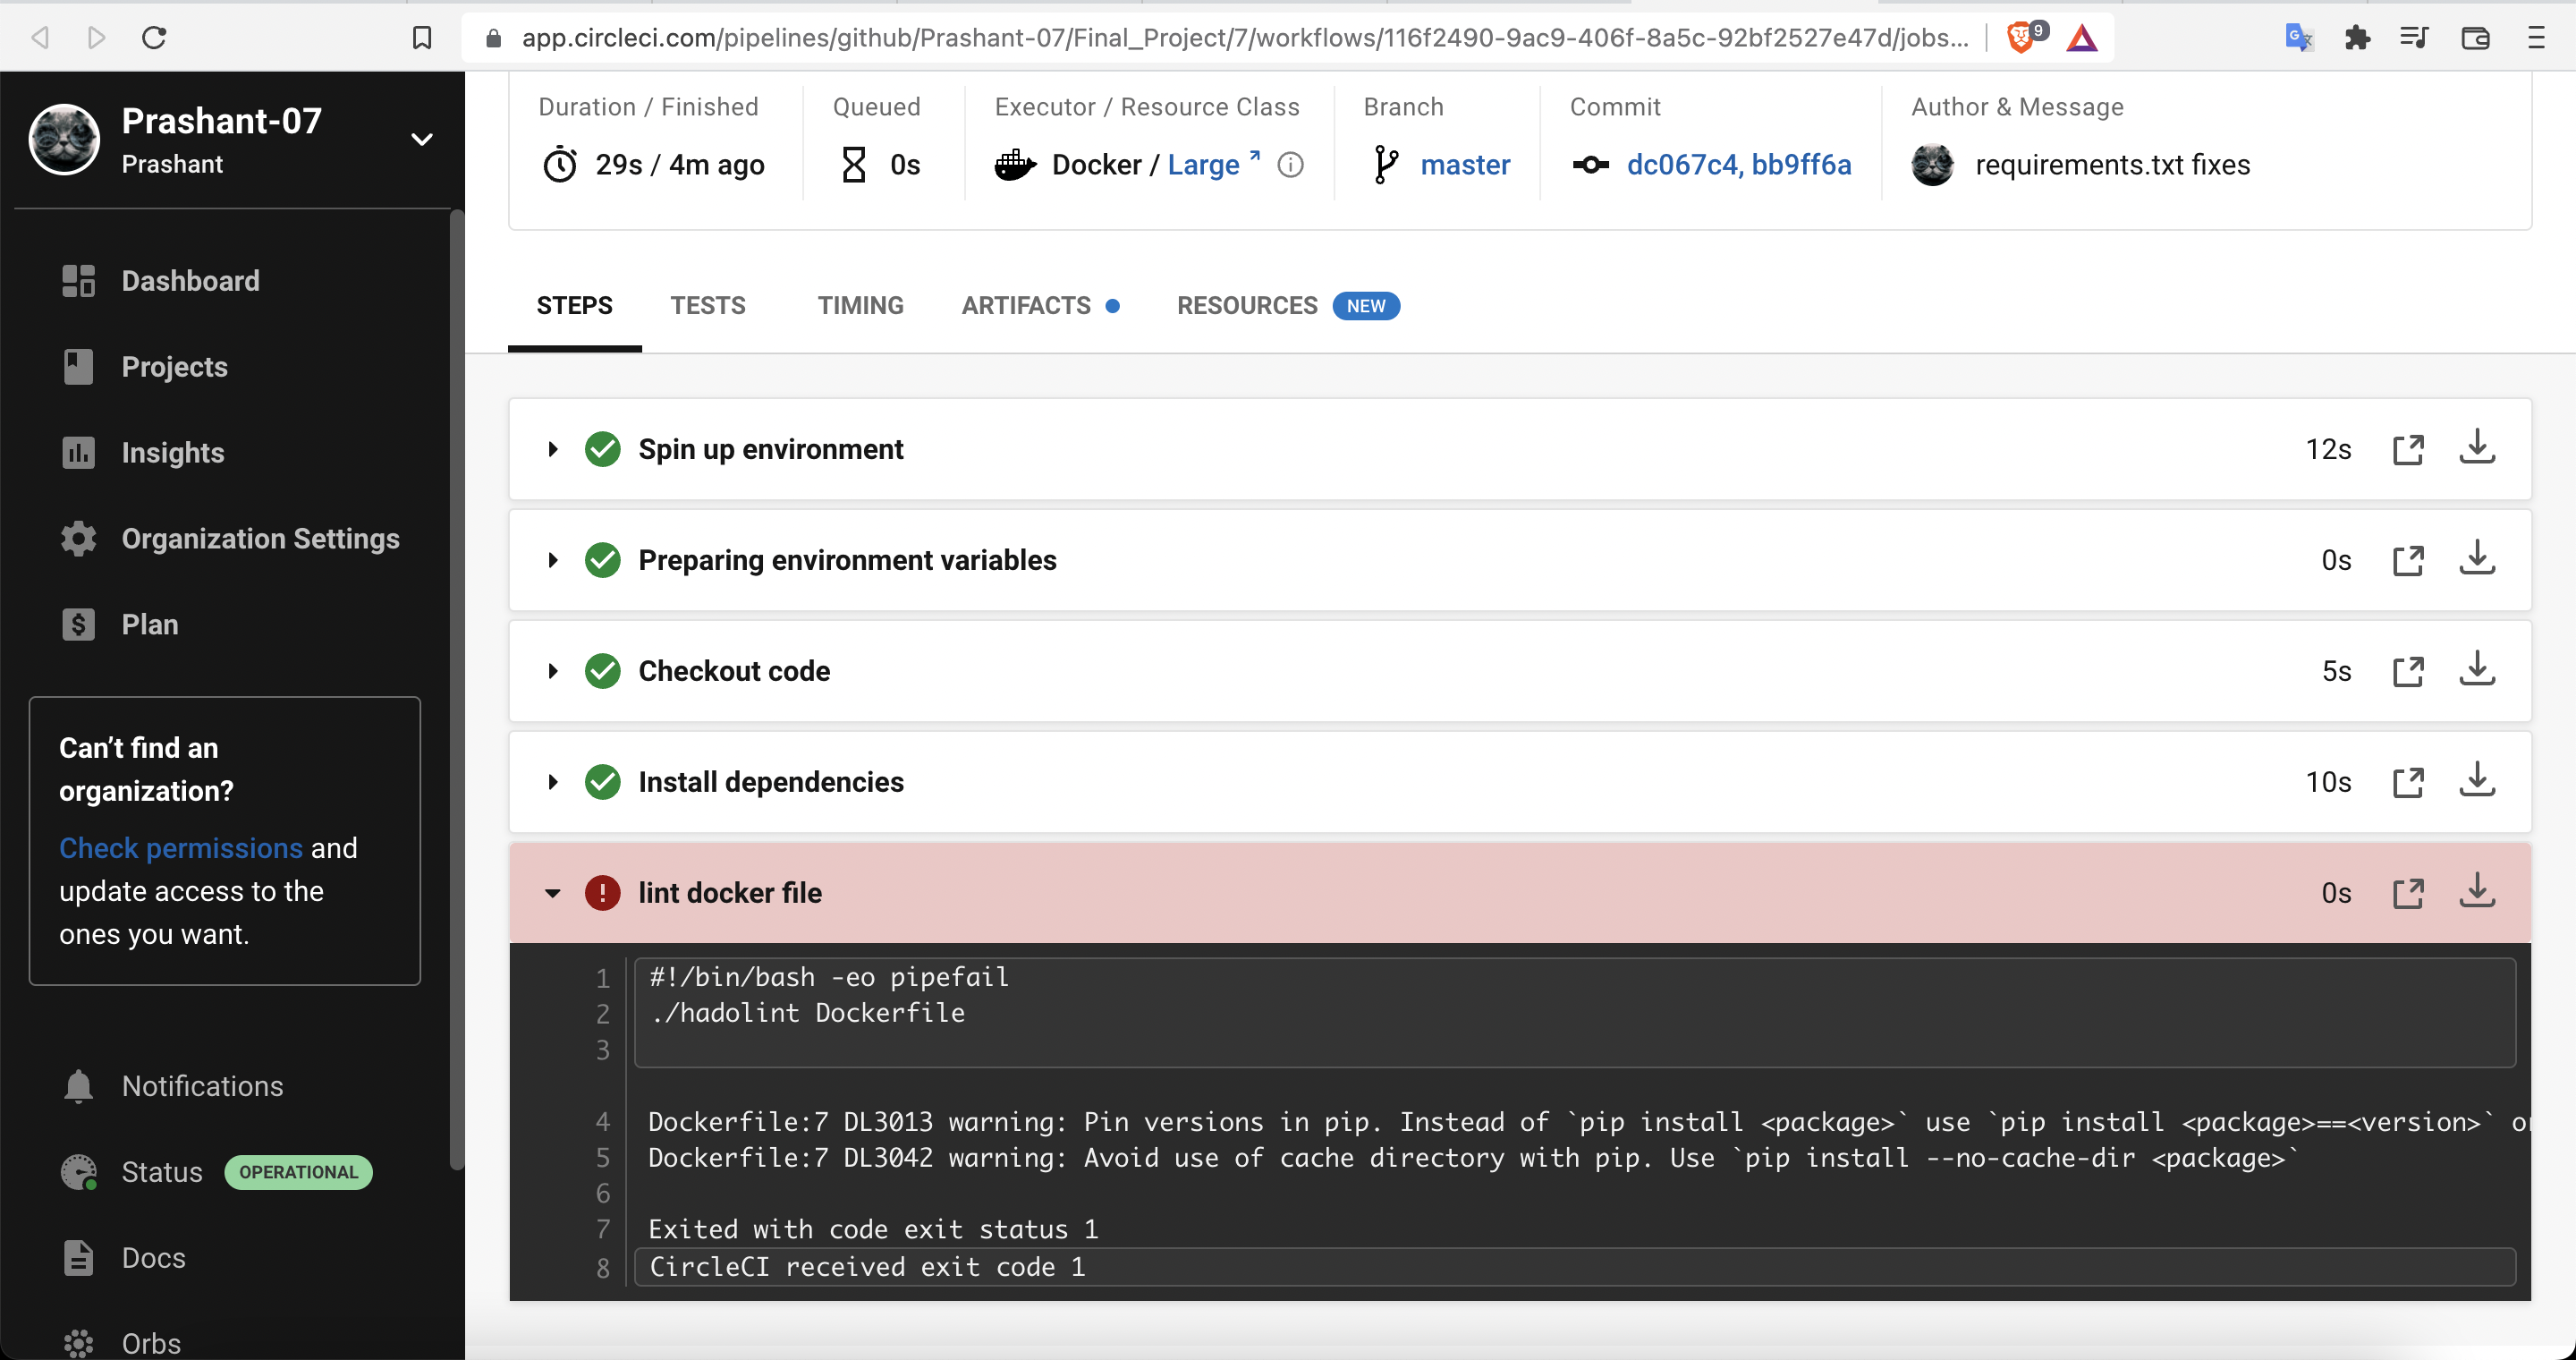 app.circleci.com/pipelines/github/Prashant-07/Final_Project/7/workflows/116f2490-9ac9-406f-8a5c-92bf2527e47d/jobs...
9
Prashant-07
Prashant
Dashboard
Projects
Insights
Organization Settings
Plan
Can’t find an
organization?
Check permissions and
update access to the
ones you want.
Notifications
Status OPERATIONAL
Docs
Orbs
Duration / Finished
29s / 4m ago
Queued
0s
Executor / Resource Class
Docker / Large
Branch
master
Commit
dc067c4, bb9ff6a
Author & Message
requirements.txt fixes
STEPS TESTS TIMING ARTIFACTS RESOURCES NEW
Spin up environment 12s
Preparing environment variables 0s
Checkout code 5s
Install dependencies 10s
lint docker file 0s
1 #!/bin/bash -eo pipefail
2 ./hadolint Dockerfile
3
4 Dockerfile:7 DL3013 warning: Pin versions in pip. Instead of `pip install <package>` use `pip install <package>==<version>` or
5 Dockerfile:7 DL3042 warning: Avoid use of cache directory with pip. Use `pip install --no-cache-dir <package>`
6
7 Exited with code exit status 1
8 CircleCI received exit code 1